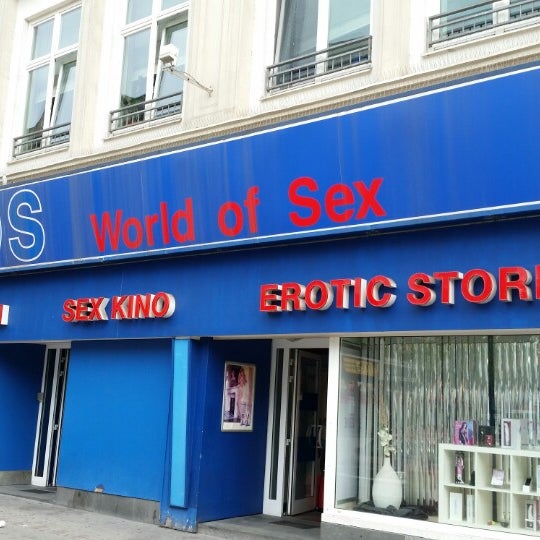 World of Sex
SEX KINO
EROTIC STORE